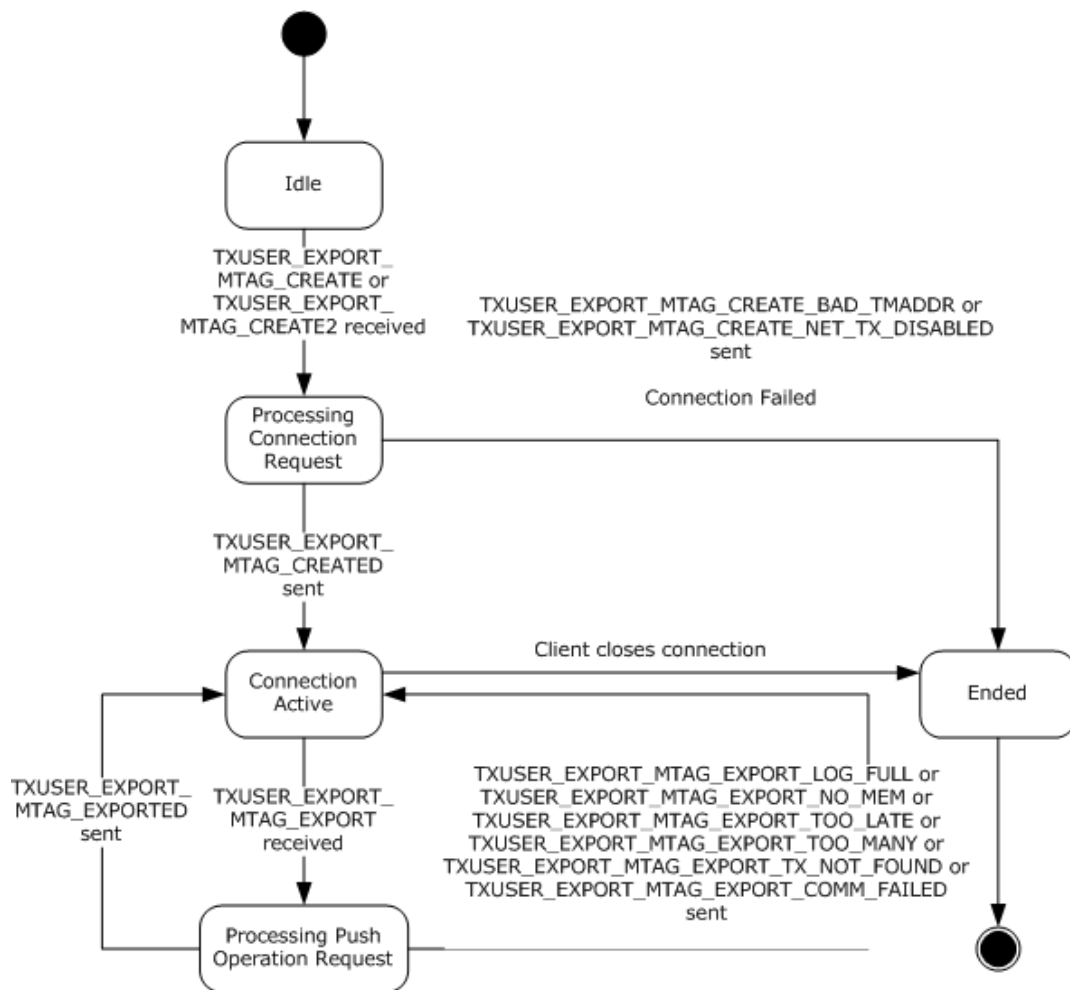 Idle
TXUSER_EXPORT_
MTAG_CREATE or
TXUSER_EXPORT_
MTAG_CREATE2 received
TXUSER_EXPORT_MTAG_CREATE_BAD_TMADDR or
TXUSER_EXPORT_MTAG_CREATE_NET_TX_DISABLED
sent
Connection Failed
Processing
Connection
Request
TXUSER_EXPORT_
MTAG_CREATED
sent
Client closes connection
Connection
Active
Ended
TXUSER_EXPORT_
MTAG_EXPORTED
sent
TXUSER_EXPORT_
MTAG_EXPORT
received
TXUSER_EXPORT_MTAG_EXPORT_LOG_FULL or
TXUSER_EXPORT_MTAG_EXPORT_NO_MEM or
TXUSER_EXPORT_MTAG_EXPORT_TOO_LATE or
TXUSER_EXPORT_MTAG_EXPORT_TOO_MANY or
TXUSER_EXPORT_MTAG_EXPORT_TX_NOT_FOUND or
TXUSER_EXPORT_MTAG_EXPORT_COMM_FAILED
sent
Processing Push
Operation Request